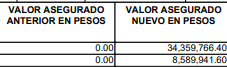 VALOR ASEGURADO VALOR ASEGURADO
ANTERIOR EN PESOS NUEVO EN PESOS
0.00 34,359,766.40
0.00 8,589,941.60